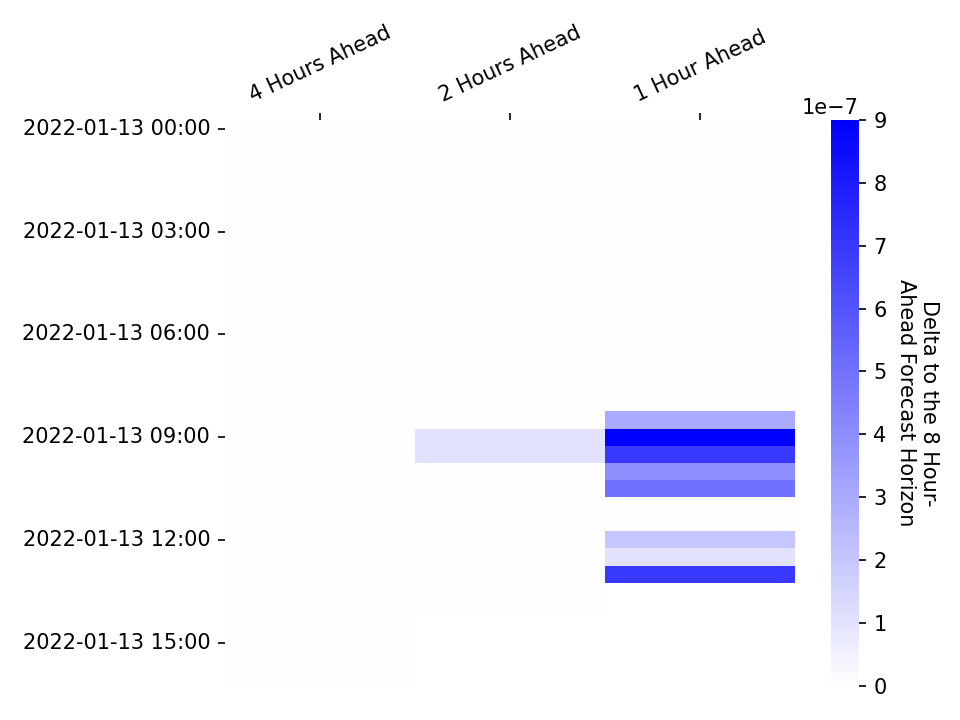 4 Hours Ahead
2 Hours Ahead
1 Hour Ahead
1e−7
2022-01-13 00:00
2022-01-13 03:00
2022-01-13 06:00
2022-01-13 09:00
2022-01-13 12:00
2022-01-13 15:00
9
8
7
6
5
4
3
2
1
0
Delta to the 8 Hour-
Ahead Forecast Horizon